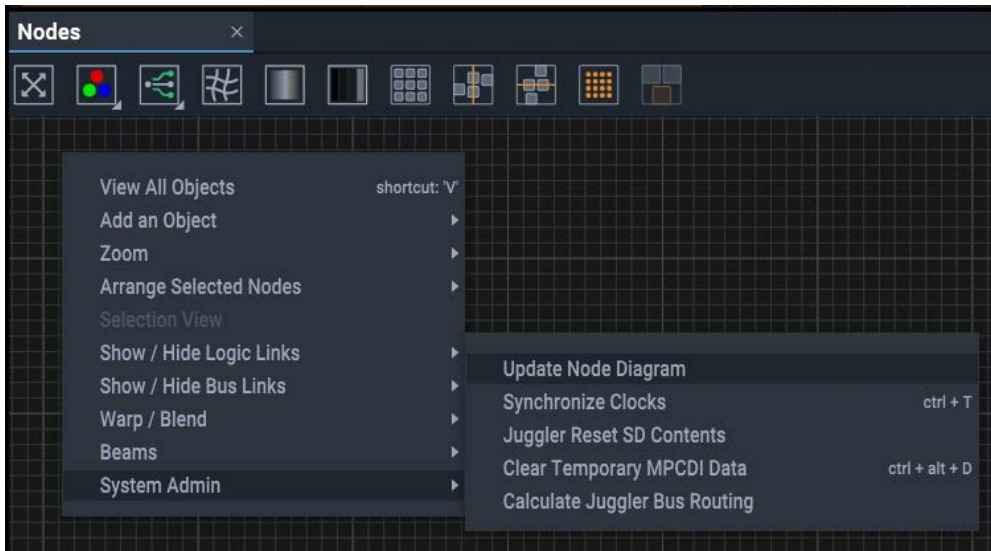 Nodes
View All Objects shortcut: 'V'
Add an Object
Zoom
Arrange Selected Nodes
Selection View
Show / Hide Logic Links
Show / Hide Bus Links
Warp / Blend
Beams
System Admin
Update Node Diagram
Synchronize Clocks ctrl + T
Juggler Reset SD Contents
Clear Temporary MPCDI Data ctrl + alt + D
Calculate Juggler Bus Routing